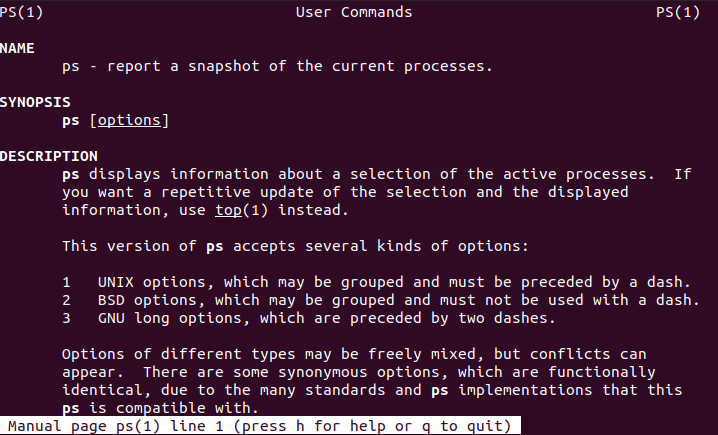 PS(1) User Commands PS(1)
NAME
ps - report a snapshot of the current processes.
SYNOPSIS
ps [options]
DESCRIPTION
ps displays information about a selection of the active processes. If
you want a repetitive update of the selection and the displayed
information, use top(1) instead.
This version of ps accepts several kinds of options:
1 UNIX options, which may be grouped and must be preceded by a dash.
2 BSD options, which may be grouped and must not be used with a dash.
3 GNU long options, which are preceded by two dashes.
Options of different types may be freely mixed, but conflicts can
appear. There are some synonymous options, which are functionally
identical, due to the many standards and ps implementations that this
ps is compatible with.
Manual page ps(1) line 1 (press h for help or q to quit)